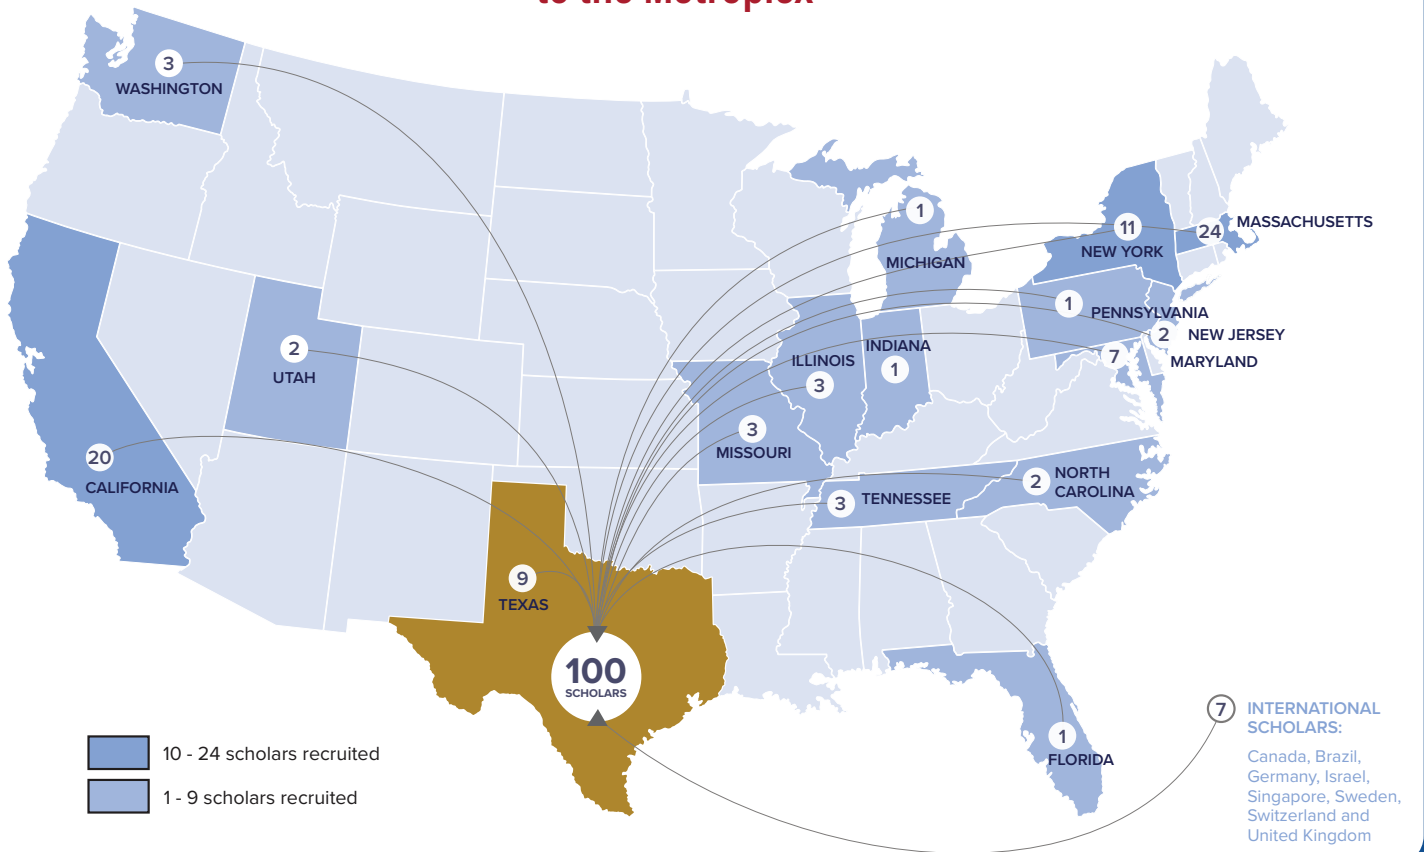 to the Metroplex
3
WASHINGTON
1
MICHIGAN
11
NEW YORK
24
MASSACHUSETTS
1
PENNSYLVANIA
2
NEW JERSEY
7
MARYLAND
2
UTAH
ILLINOIS
3
INDIANA
1
3
MISSOURI
20
CALIFORNIA
3
TENNESSEE
2
NORTH
CAROLINA
9
TEXAS
100
SCHOLARS
1
FLORIDA
7
INTERNATIONAL
SCHOLARS:
Canada, Brazil,
Germany, Israel,
Singapore, Sweden,
Switzerland and
United Kingdom
10 - 24 scholars recruited
1 - 9 scholars recruited